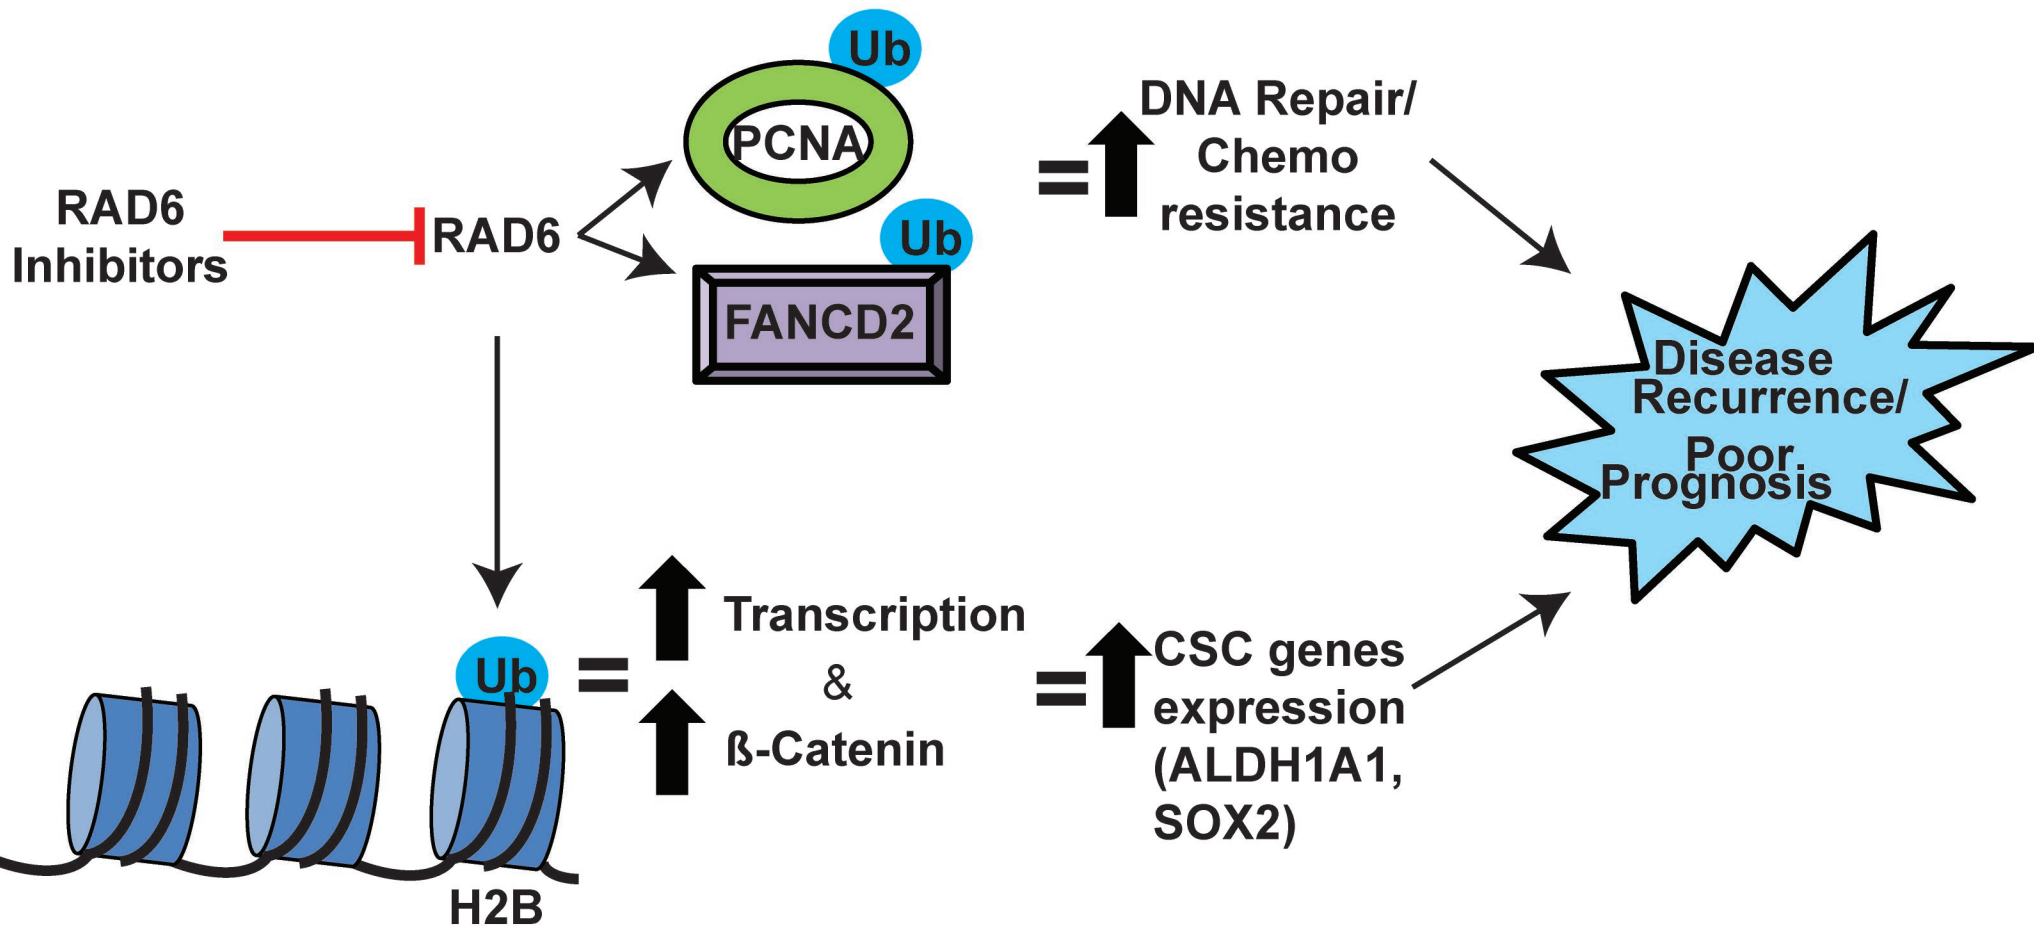 RAD6
Inhibitors
RAD6
Ub
PCNA
Ub
FANCD2
=
DNA Repair/
Chemo
resistance
Disease
Recurrence/
Poor
Prognosis
Ub
H2B
=
Transcription
&
ß-Catenin
=
CSC genes
expression
(ALDH1A1,
SOX2)